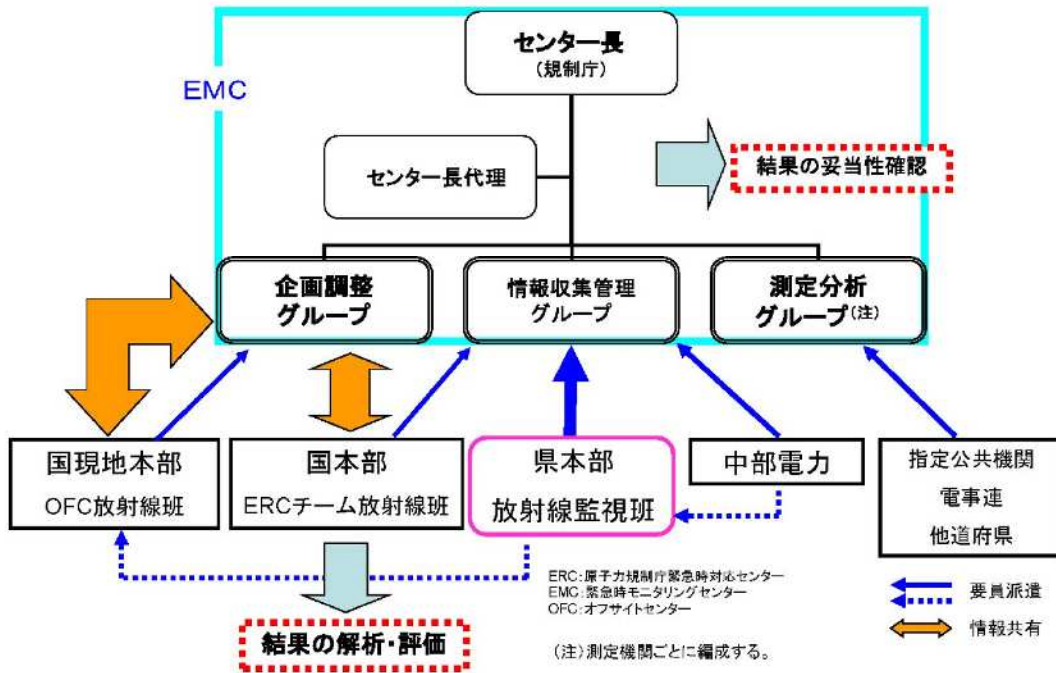 センター長
(規制庁)
EMC
センター長代理
結果の妥当性確認
企画調整
グループ
情報収集管理
グループ
測定分析
グループ(注)
国現地本部
OFC放射線班
国本部
ERCチーム放射線班
県本部
放射線監視班
中部電力
指定公共機関
電事連
他道府県
ERC:原子力規制庁緊急時対応センター
EMC:緊急時モニタリングセンター
OFC:オフサイトセンター
要員派遣
情報共有
結果の解析・評価
(注)測定機関ごとに編成する。